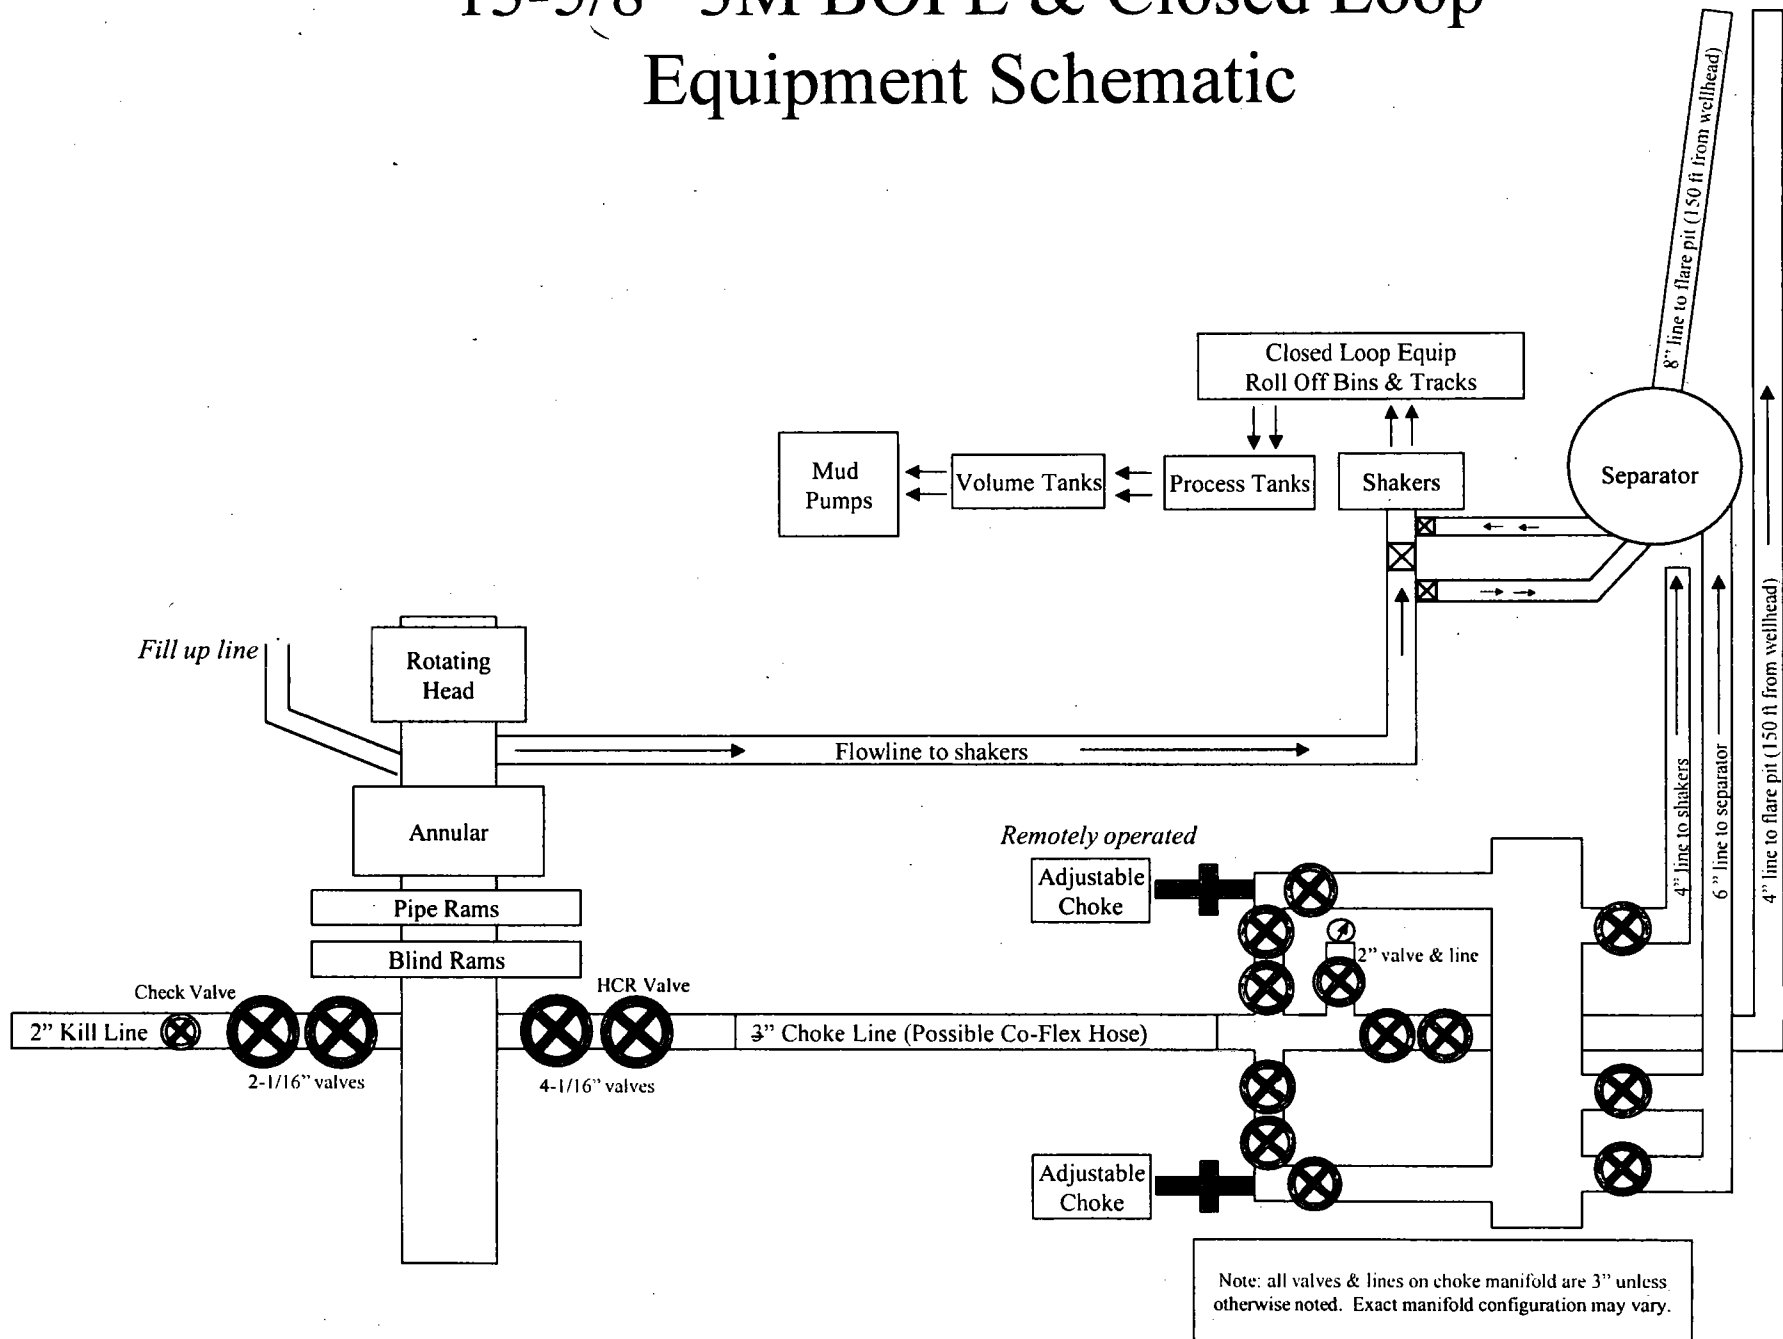 Equipment Schematic
8” line to flare pit (150 ft from wellhead)
Closed Loop Equip
Roll Off Bins & Tracks
Mud
Pumps
Volume Tanks
Process Tanks
Shakers
Separator
Fill up line
Rotating
Head
Flowline to shakers
Annular
Pipe Rams
Blind Rams
Check Valve
HCR Valve
2” Kill Line
2-1/16” valves
4-1/16” valves
3” Choke Line (Possible Co-Flex Hose)
Remotely operated
Adjustable
Choke
2” valve & line
4” line to shakers
6” line to separator
4” line to flare pit (150 ft from wellhead)
Adjustable
Choke
Note: all valves & lines on choke manifold are 3” unless
otherwise noted. Exact manifold configuration may vary.